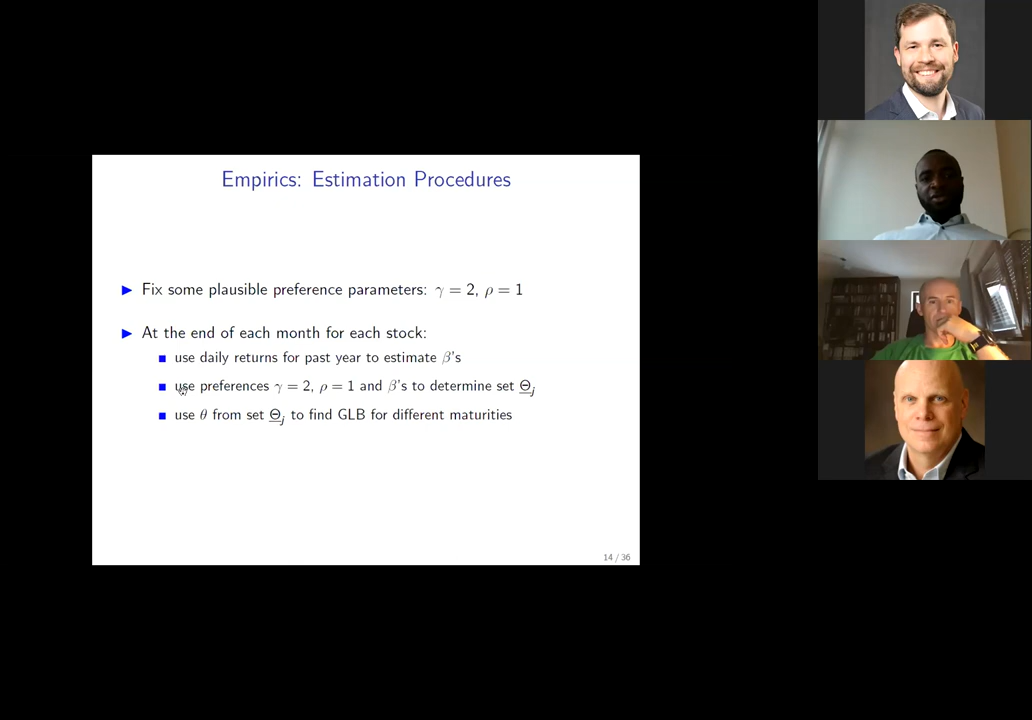 Empirics: Estimation Procedures
Fix some plausible preference parameters: γ = 2, ρ = 1
At the end of each month for each stock:
use daily returns for past year to estimate β's
use preferences γ = 2, ρ = 1 and β's to determine set Θ_j
use θ from set Θ_j to find GLB for different maturities
14 / 36